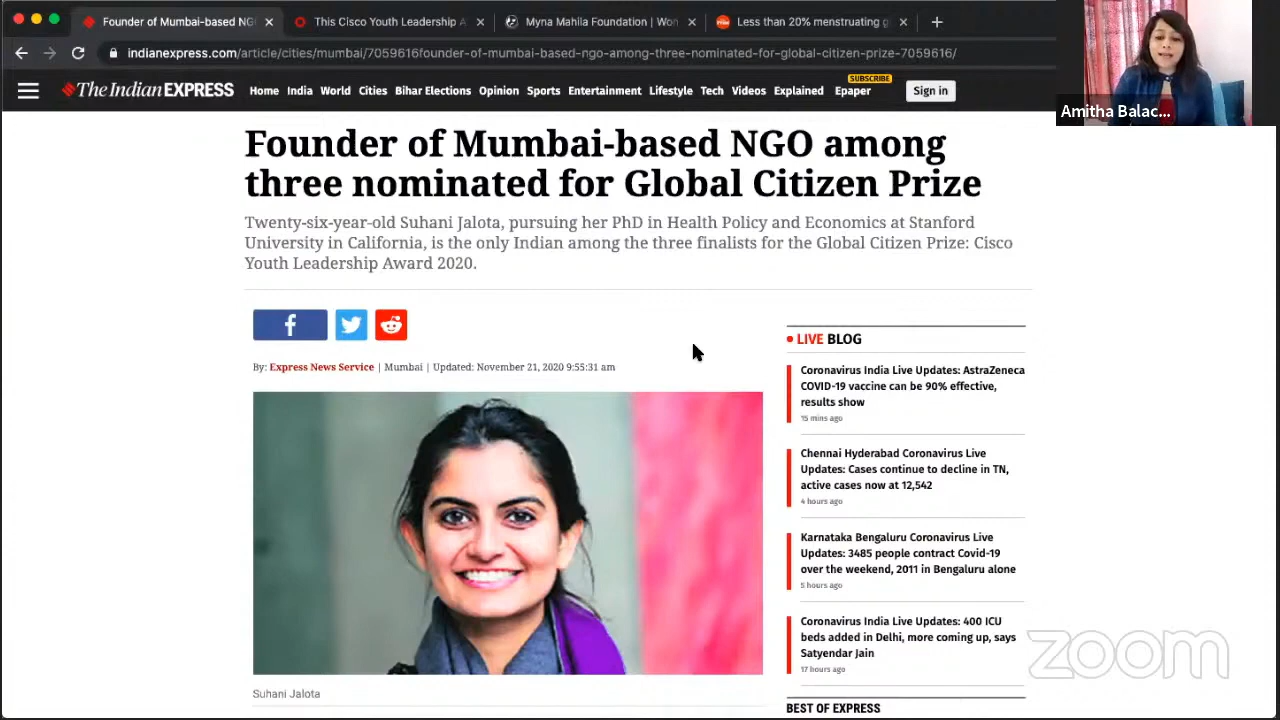 Founder of Mumbai-based NG
This Cisco Youth Leadership A
Myna Mahila Foundation | Wor
Less than 20% menstruating g
indianexpress.com/article/cities/mumbai/7059616founder-of-mumbai-based-ngo-among-three-nominated-for-global-citizen-prize-7059616/
Amitha Balac...
The Indian EXPRESS
Home India World Cities Bihar Elections Opinion Sports Entertainment Lifestyle Tech Videos Explained Epaper
SUBSCRIBE
Sign in
Founder of Mumbai-based NGO among
three nominated for Global Citizen Prize
Twenty-six-year-old Suhani Jalota, pursuing her PhD in Health Policy and Economics at Stanford
University in California, is the only Indian among the three finalists for the Global Citizen Prize: Cisco
Youth Leadership Award 2020.
By: Express News Service | Mumbai | Updated: November 21, 2020 9:55:31 am
Suhani Jalota
LIVE BLOG
Coronavirus India Live Updates: AstraZeneca
COVID-19 vaccine can be 90% effective,
results show
15 mins ago
Chennai Hyderabad Coronavirus Live
Updates: Cases continue to decline in TN,
active cases now at 12,542
4 hours ago
Karnataka Bengaluru Coronavirus Live
Updates: 3485 people contract Covid-19
over the weekend, 2011 in Bengaluru alone
5 hours ago
Coronavirus India Live Updates: 400 ICU
beds added in Delhi, more coming up, says
Satyendar Jain
17 hours ago
BEST OF EXPRESS
zoom